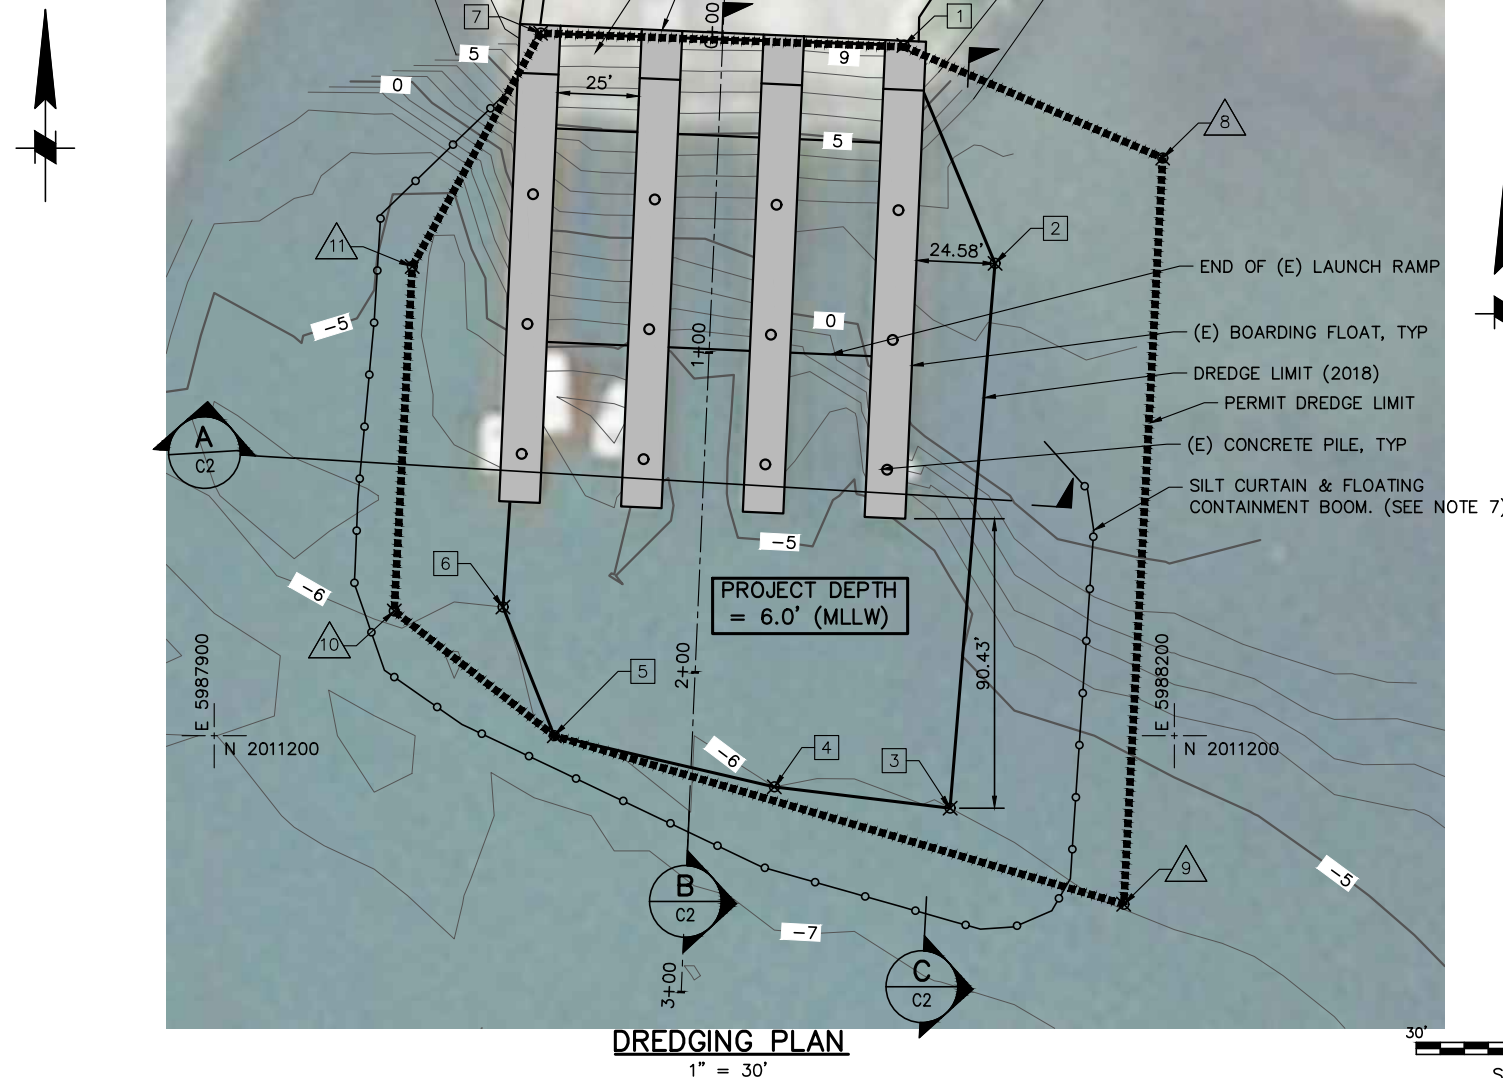 7
0+00
1
5
9
0
25'
8
5
11
2
24.58'
END OF (E) LAUNCH RAMP
-5
0
(E) BOARDING FLOAT, TYP
1+00
DREDGE LIMIT (2018)
PERMIT DREDGE LIMIT
A
C2
(E) CONCRETE PILE, TYP
SILT CURTAIN & FLOATING
CONTAINMENT BOOM. (SEE NOTE 7)
-5
6
-6
PROJECT DEPTH
= 6.0' (MLLW)
10
5
2+00
90.43'
E 5987900
N 2011200
E 5988200
N 2011200
-6
4
3
B
C2
9
-5
-7
C
C2
3+00
DREDGING PLAN
1" = 30'
30'
S